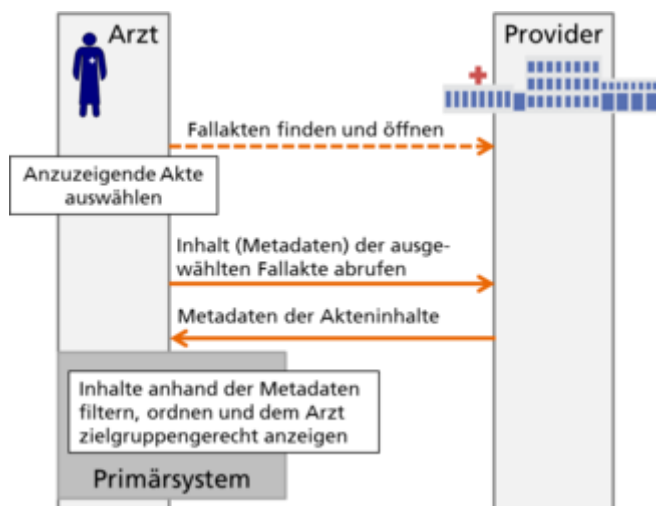 Arzt
Provider
Fallakten finden und öffnen
Anzuzeigende Akte
auswählen
Inhalt (Metadaten) der ausge-
wählten Fallakte abrufen
Metadaten der Akteninhalte
Inhalte anhand der Metadaten
filtern, ordnen und dem Arzt
zielgruppengerecht anzeigen
Primärsystem